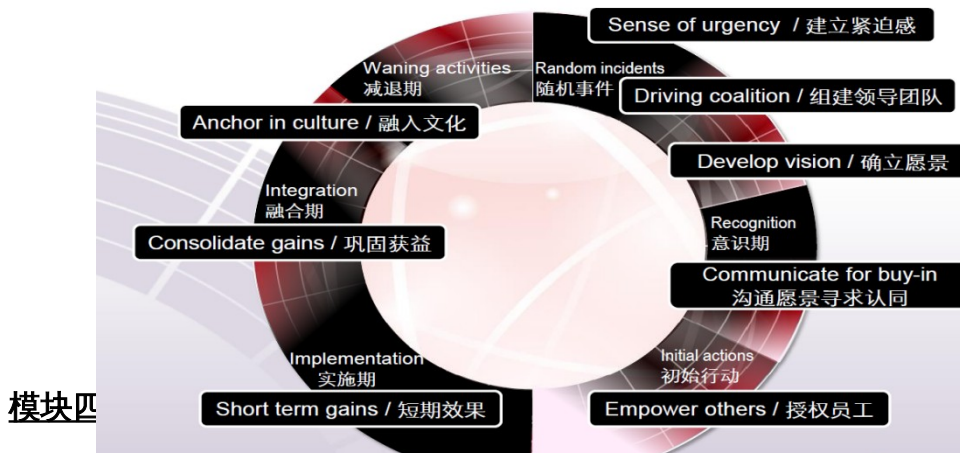 Sense of urgency / 建立紧迫感
Waning activities
减退期
Random incidents
随机事件
Driving coalition / 组建领导团队
Anchor in culture / 融入文化
Develop vision / 确立愿景
Integration
融合期
Recognition
意识期
Consolidate gains / 巩固获益
Communicate for buy-in
沟通愿景寻求认同
Implementation
实施期
Initial actions
初始行动
模块四
Short term gains / 短期效果
Empower others / 授权员工